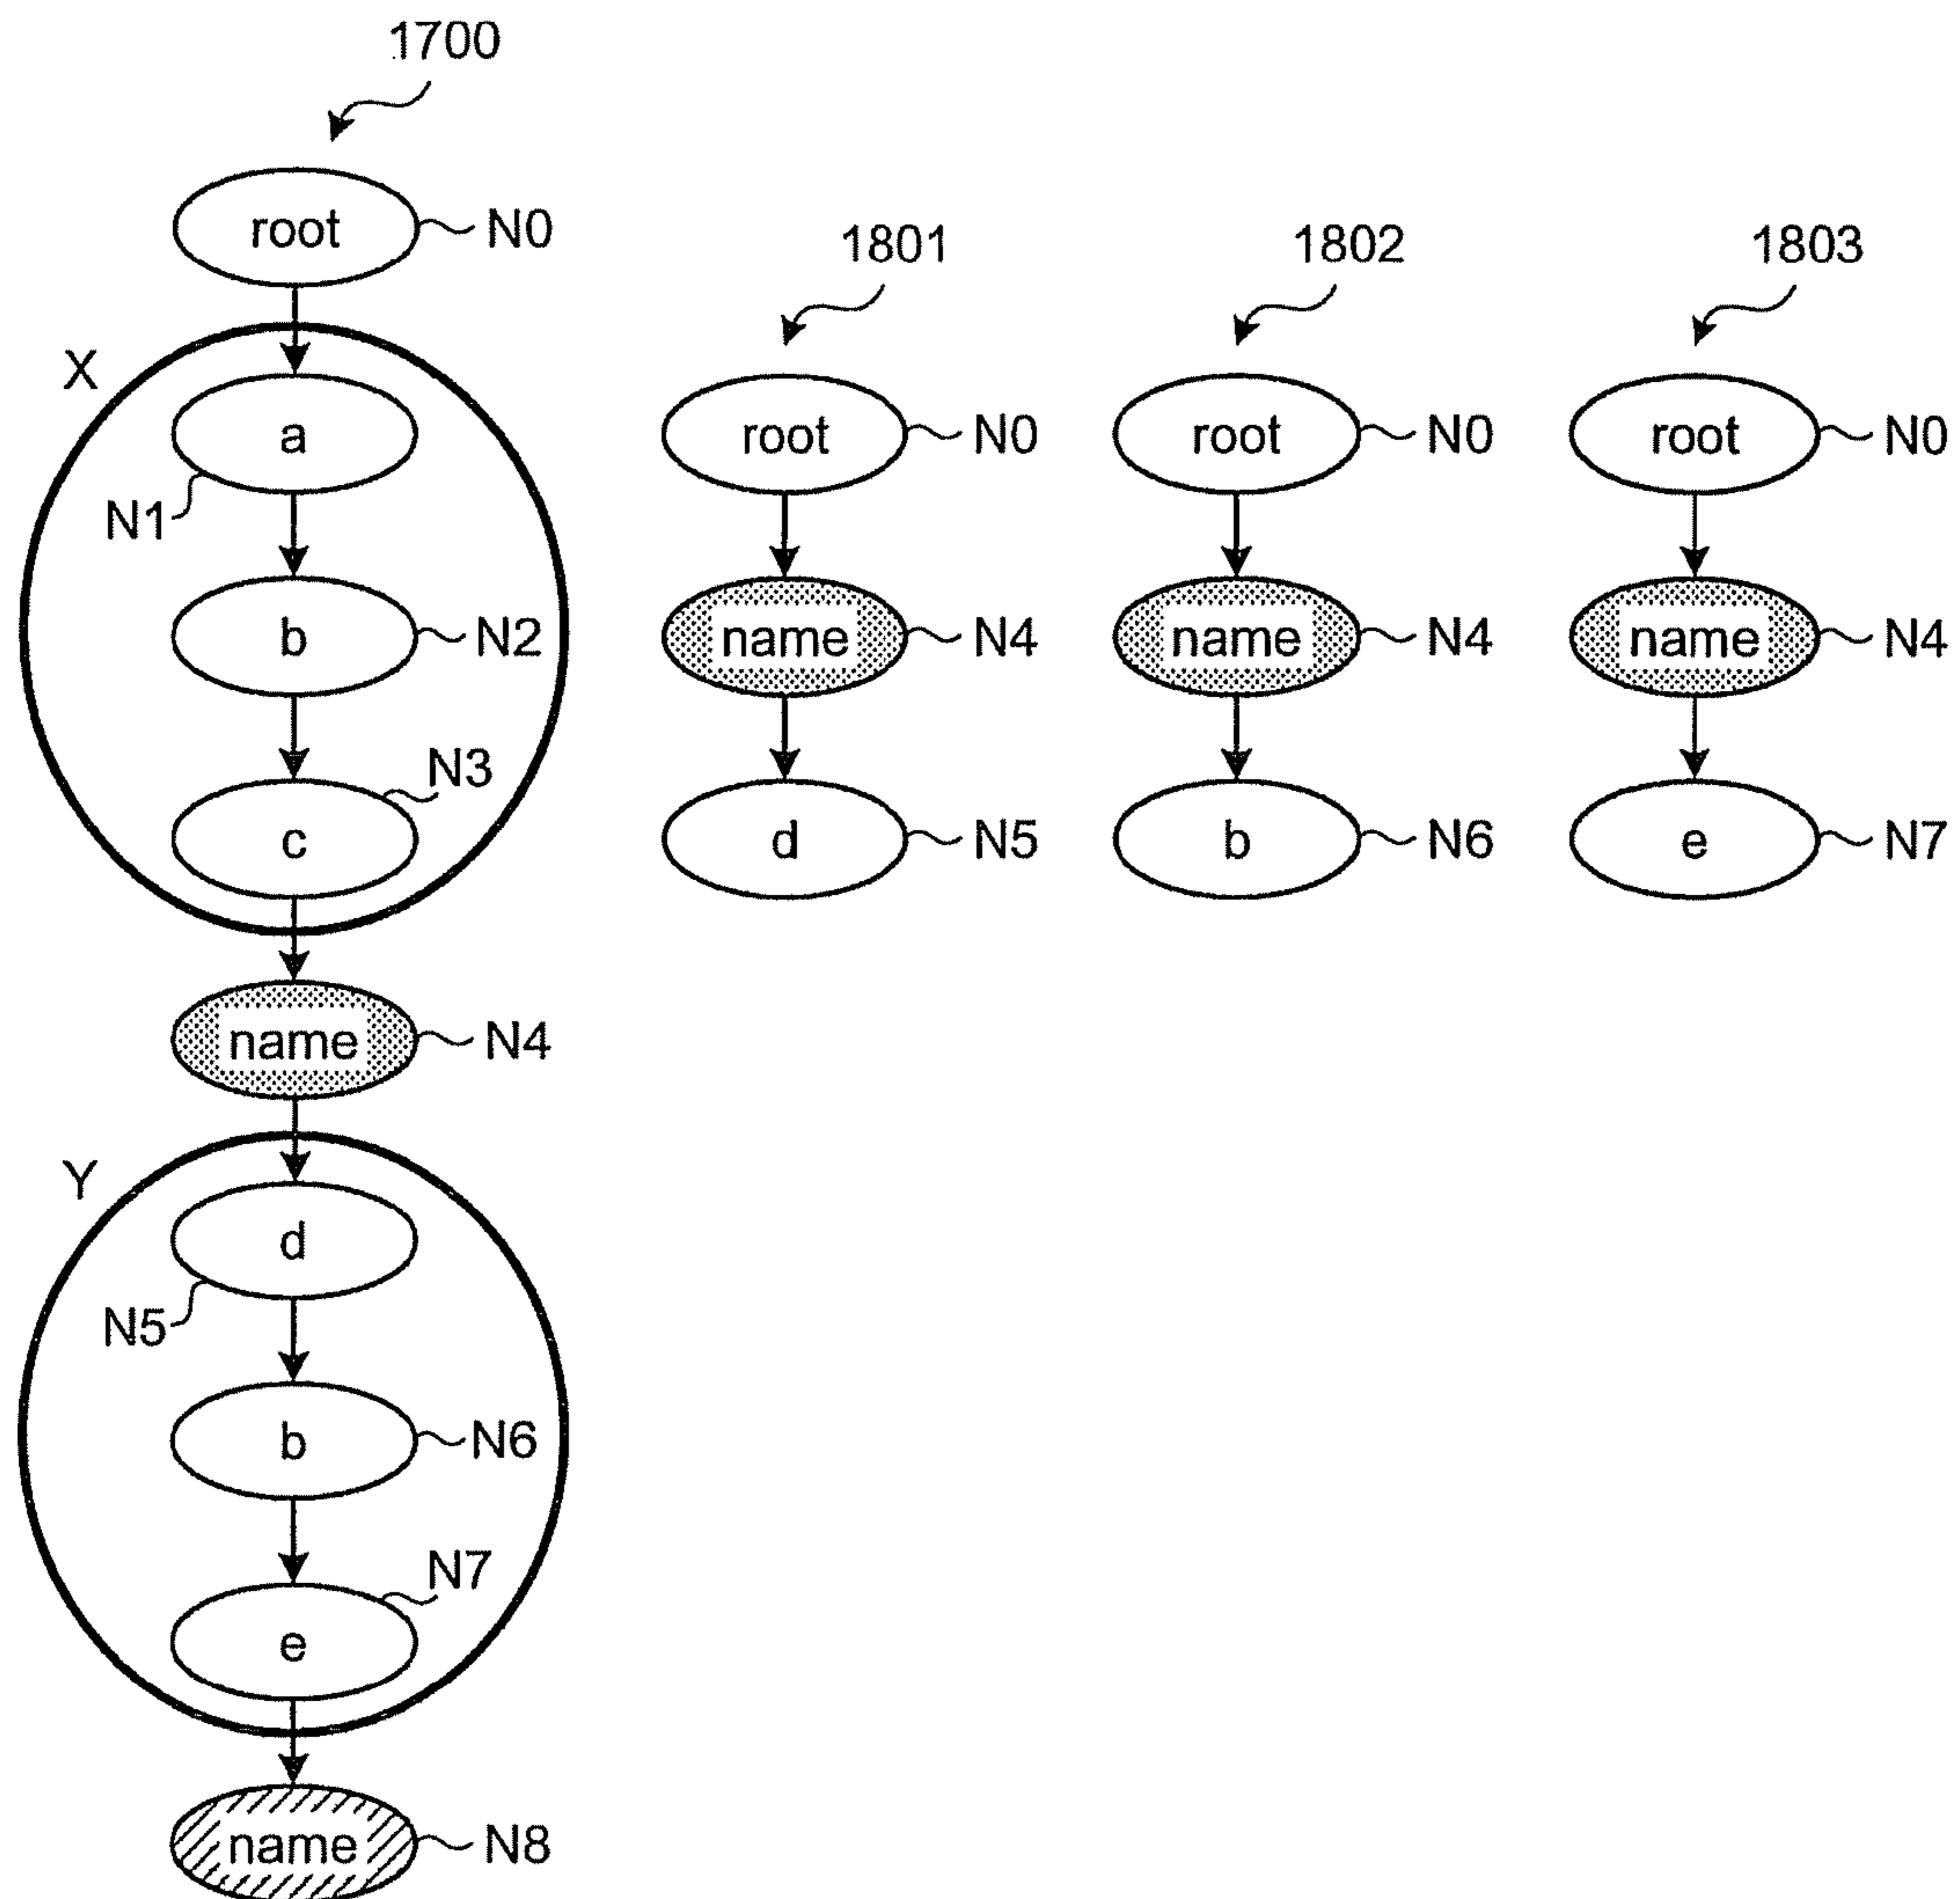 1700
root N0
1801 1802 1803
X
a root N0 root N0 root N0
N1
b N2 name N4 name N4 name N4
N3
c d N5 b N6 e N7
name N4
Y
d
N5
b N6
N7
e
name N8